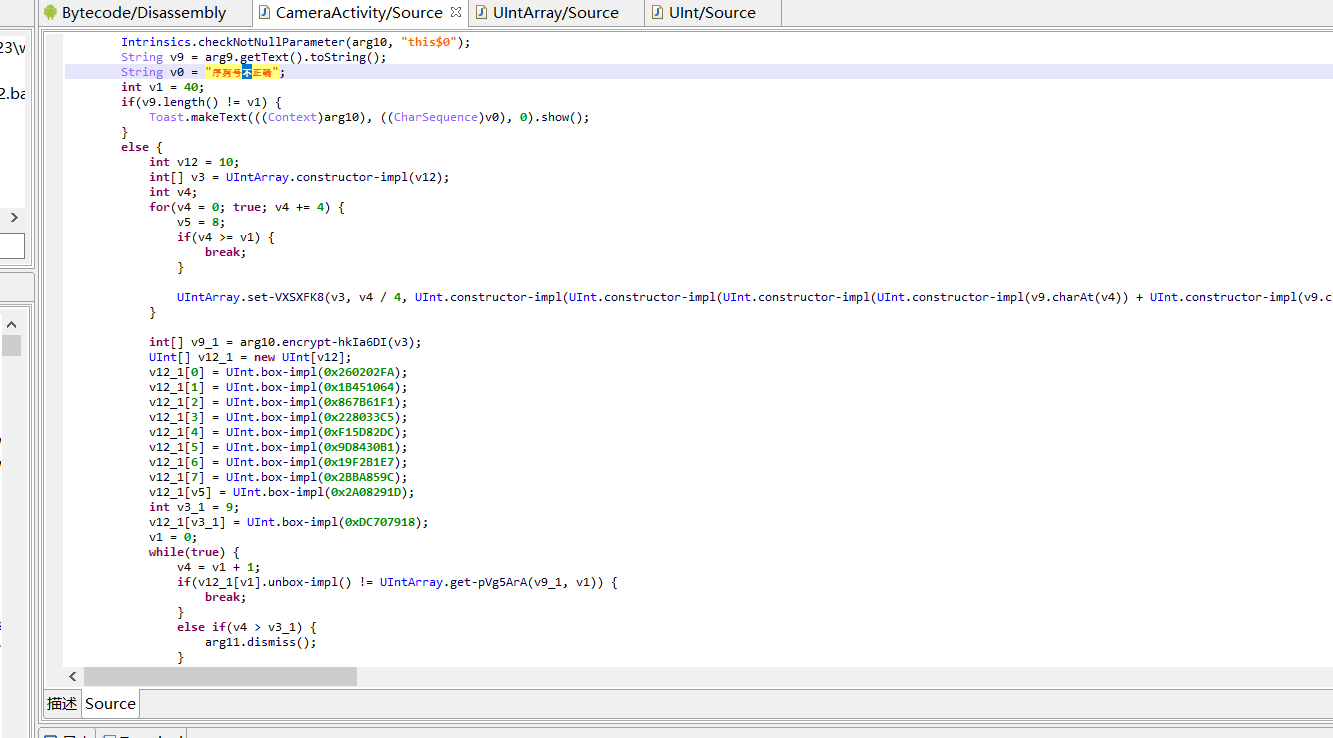 Bytecode/Disassembly CameraActivity/Source UIntArray/Source UInt/Source
Intrinsics.checkNotNullParameter(arg10, "this$0");
String v9 = arg9.getText().toString();
String v0 = "序列号不正确";
int v1 = 40;
if(v9.length() != v1) {
Toast.makeText(((Context)arg10), ((CharSequence)v0), 0).show();
}
else {
int v12 = 10;
int[] v3 = UIntArray.constructor-impl(v12);
int v4;
for(v4 = 0; true; v4 += 4) {
v5 = 8;
if(v4 >= v1) {
break;
}
UIntArray.set-VXSXFK8(v3, v4 / 4, UInt.constructor-impl(UInt.constructor-impl(UInt.constructor-impl(UInt.constructor-impl(v9.charAt(v4)) + UInt.constructor-impl(v9.c
}
int[] v9_1 = arg10.encrypt-hkIa6DI(v3);
UInt[] v12_1 = new UInt[v12];
v12_1[0] = UInt.box-impl(0x260202FA);
v12_1[1] = UInt.box-impl(0x1B451064);
v12_1[2] = UInt.box-impl(0x867B61F1);
v12_1[3] = UInt.box-impl(0x228033C5);
v12_1[4] = UInt.box-impl(0xF15D82DC);
v12_1[5] = UInt.box-impl(0x9D8430B1);
v12_1[6] = UInt.box-impl(0x19F2B1E7);
v12_1[7] = UInt.box-impl(0x2BBA859C);
v12_1[v5] = UInt.box-impl(0x2A08291D);
int v3_1 = 9;
v12_1[v3_1] = UInt.box-impl(0xDC707918);
v1 = 0;
while(true) {
v4 = v1 + 1;
if(v12_1[v1].unbox-impl() != UIntArray.get-pVg5ArA(v9_1, v1)) {
break;
}
else if(v4 > v3_1) {
arg11.dismiss();
}
描述 Source